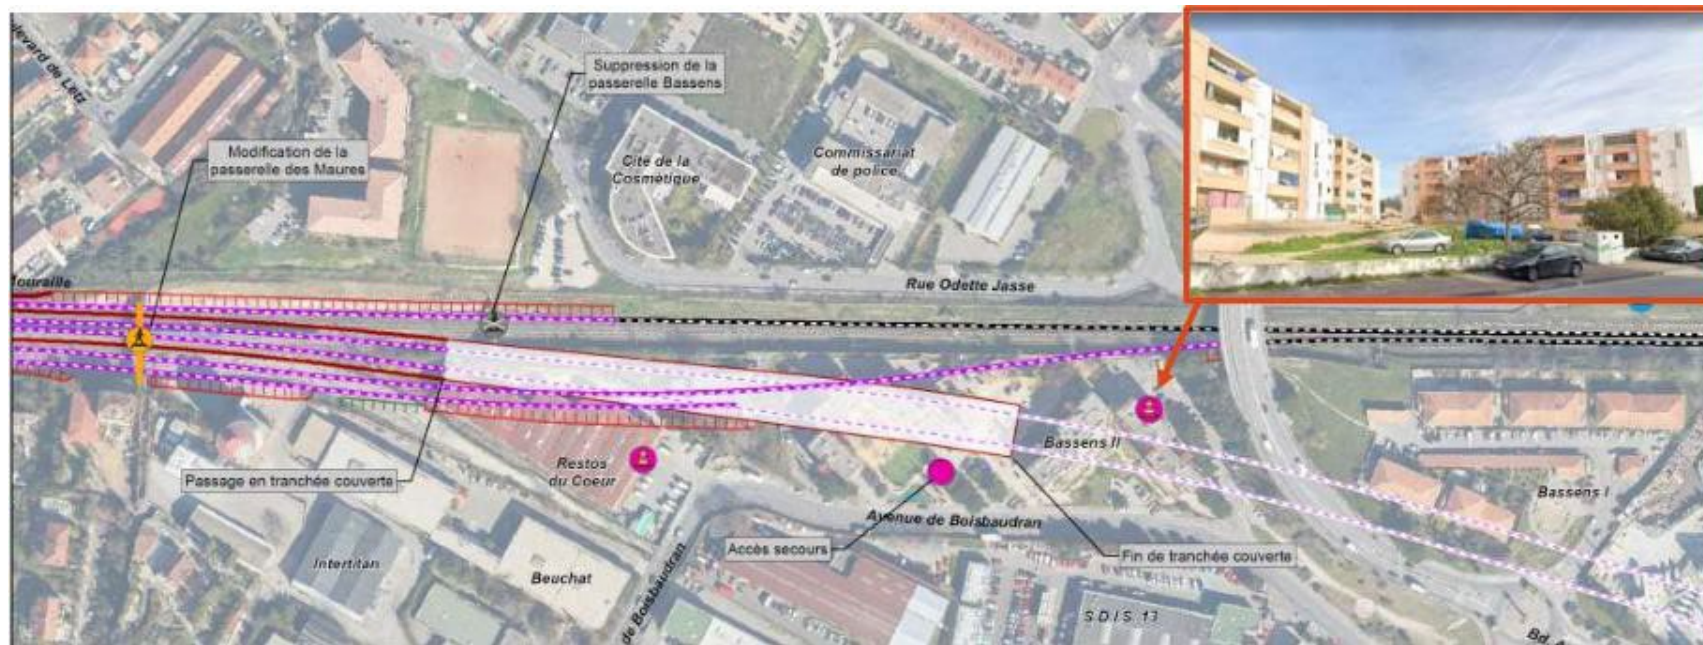 Boulevard de Letz
Suppression de la
passerelle Bassens
Modification de la
passerelle des Maures
Cité de la
Cosmétique
Commissariat
de police
Rue Odette Jasse
Restos
du Coeur
Passage en tranchée couverte
Bassens II
Bassens I
Avenue de Boisbaudran
Accès secours
Fin de tranchée couverte
Intertitan
Beuchat
de Boisbaudran
SDIS 13
Bd.